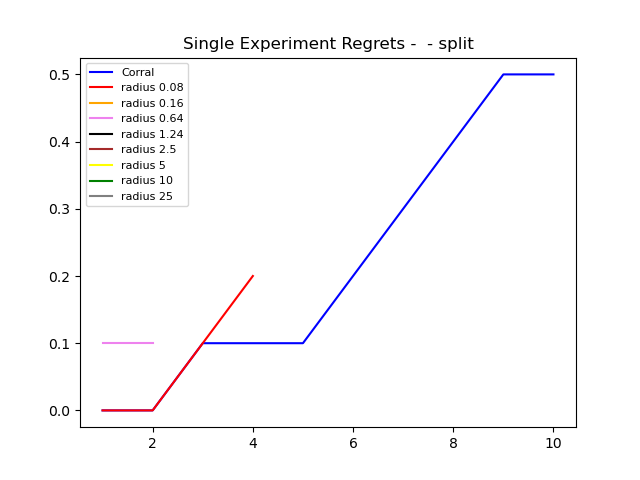 Single Experiment Regrets -  - split
0.5
0.4
0.3
0.2
0.1
0.0
Corral
radius 0.08
radius 0.16
radius 0.64
radius 1.24
radius 2.5
radius 5
radius 10
radius 25
2 4 6 8 10